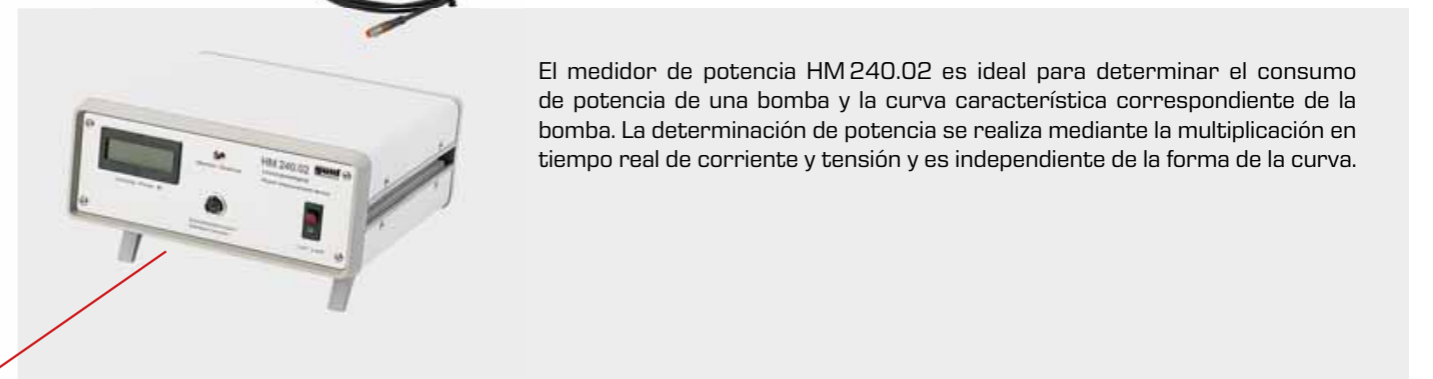 El medidor de potencia HM 240.02 es ideal para determinar el consumo
de potencia de una bomba y la curva característica correspondiente de la
bomba. La determinación de potencia se realiza mediante la multiplicación en
tiempo real de corriente y tensión y es independiente de la forma de la curva.
HM 240.02 gunt